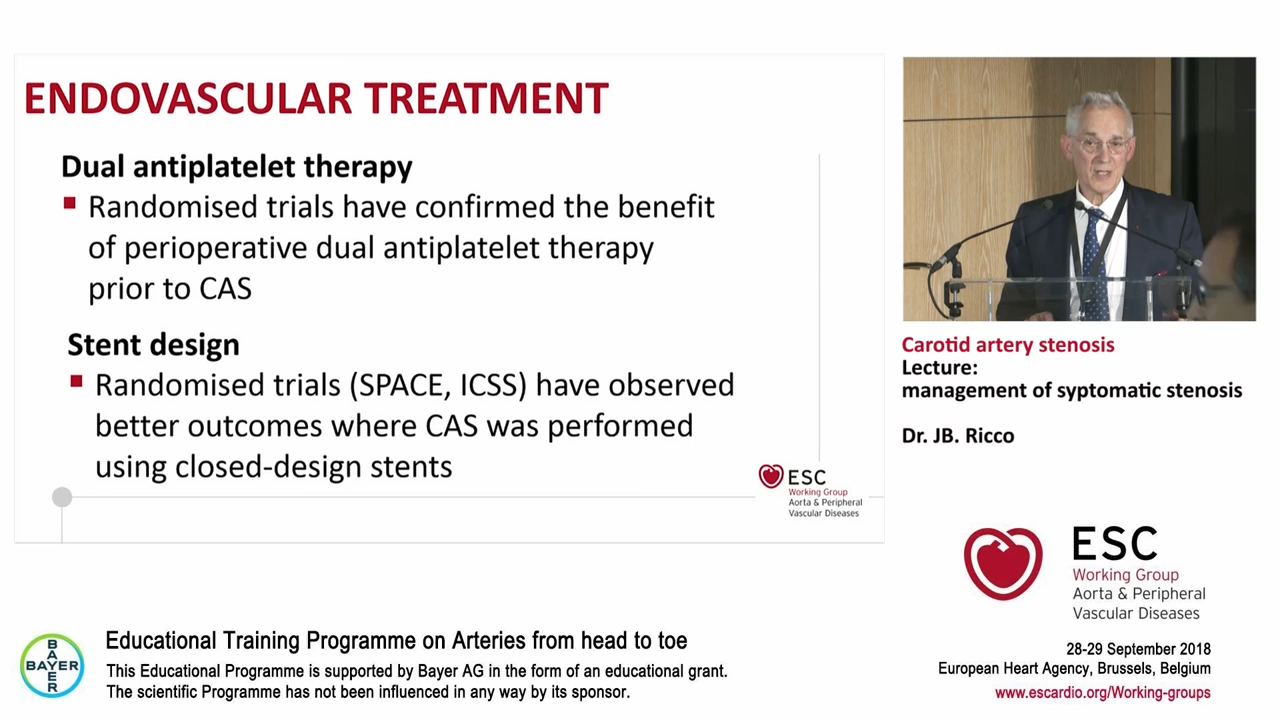 ENDOVASCULAR TREATMENT
Dual antiplatelet therapy
Randomised trials have confirmed the benefit
of perioperative dual antiplatelet therapy
prior to CAS
Stent design
Randomised trials (SPACE, ICSS) have observed
better outcomes where CAS was performed
using closed-design stents
ESC
Working Group
Aorta & Peripheral
Vascular Diseases
Carotid artery stenosis
Lecture:
management of syptomatic stenosis
Dr. JB. Ricco
ESC
Working Group
Aorta & Peripheral
Vascular Diseases
BAYER
BAYER
Educational Training Programme on Arteries from head to toe
This Educational Programme is supported by Bayer AG in the form of an educational grant.
The scientific Programme has not been influenced in any way by its sponsor.
28-29 September 2018
European Heart Agency, Brussels, Belgium
www.escardio.org/Working-groups